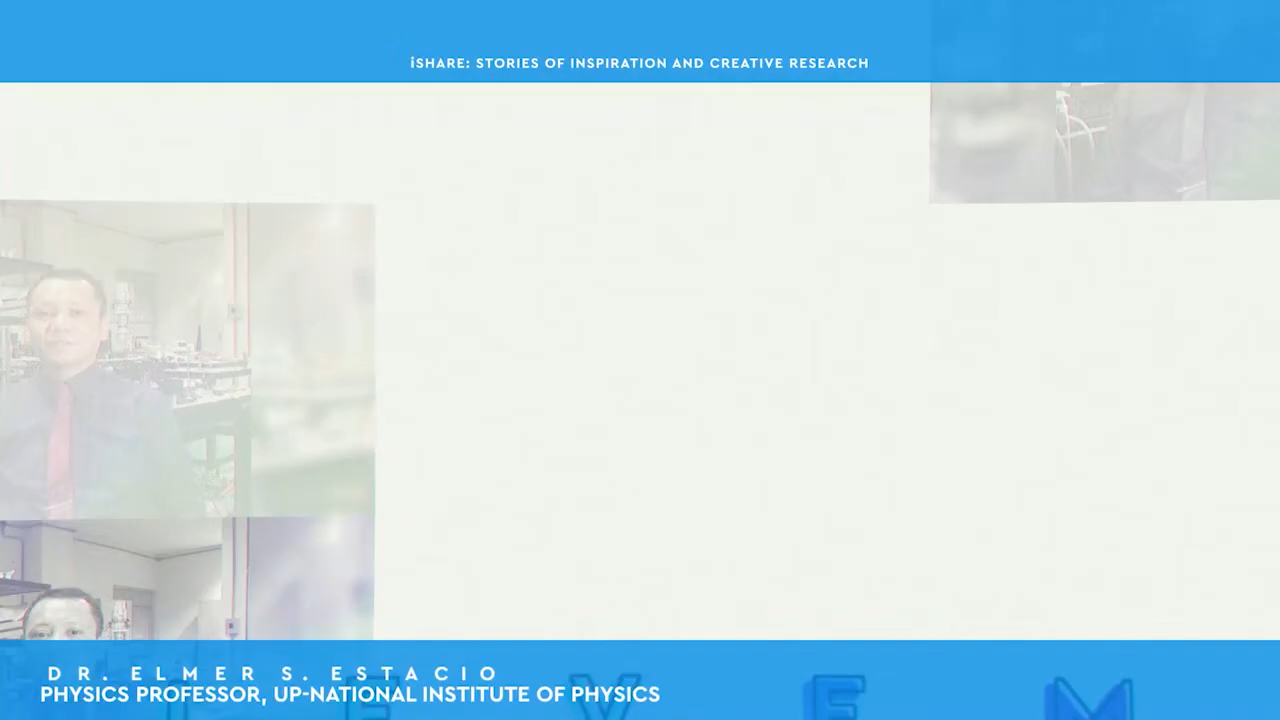 iSHARE: STORIES OF INSPIRATION AND CREATIVE RESEARCH
DR. ELMER S. ESTACIO
PHYSICS PROFESSOR, UP-NATIONAL INSTITUTE OF PHYSICS